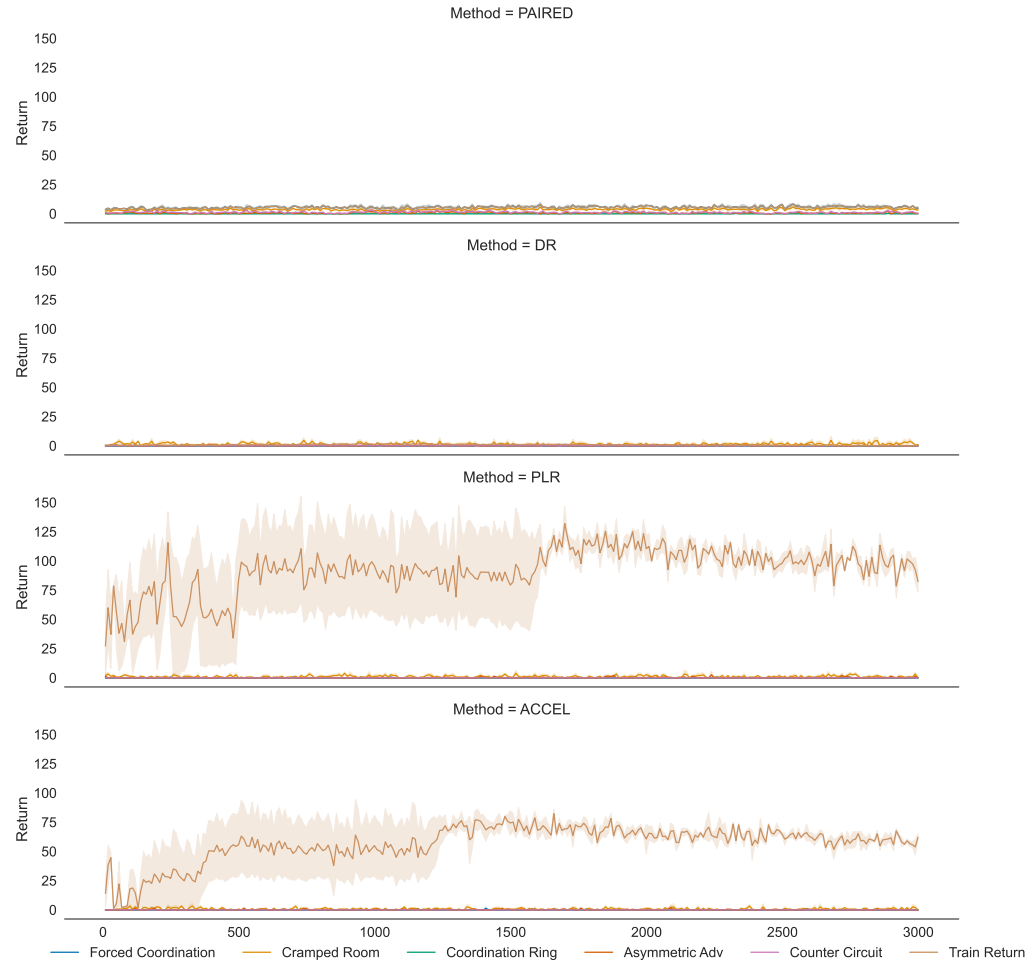 Method = PAIRED
150
125
100
75
50
25
0
Return
Method = DR
150
125
100
75
50
25
0
Return
Method = PLR
150
125
100
75
50
25
0
Return
Method = ACCEL
150
125
100
75
50
25
0
Return
0 500 1000 1500 2000 2500 3000
Forced Coordination Cramped Room Coordination Ring Asymmetric Adv Counter Circuit Train Return